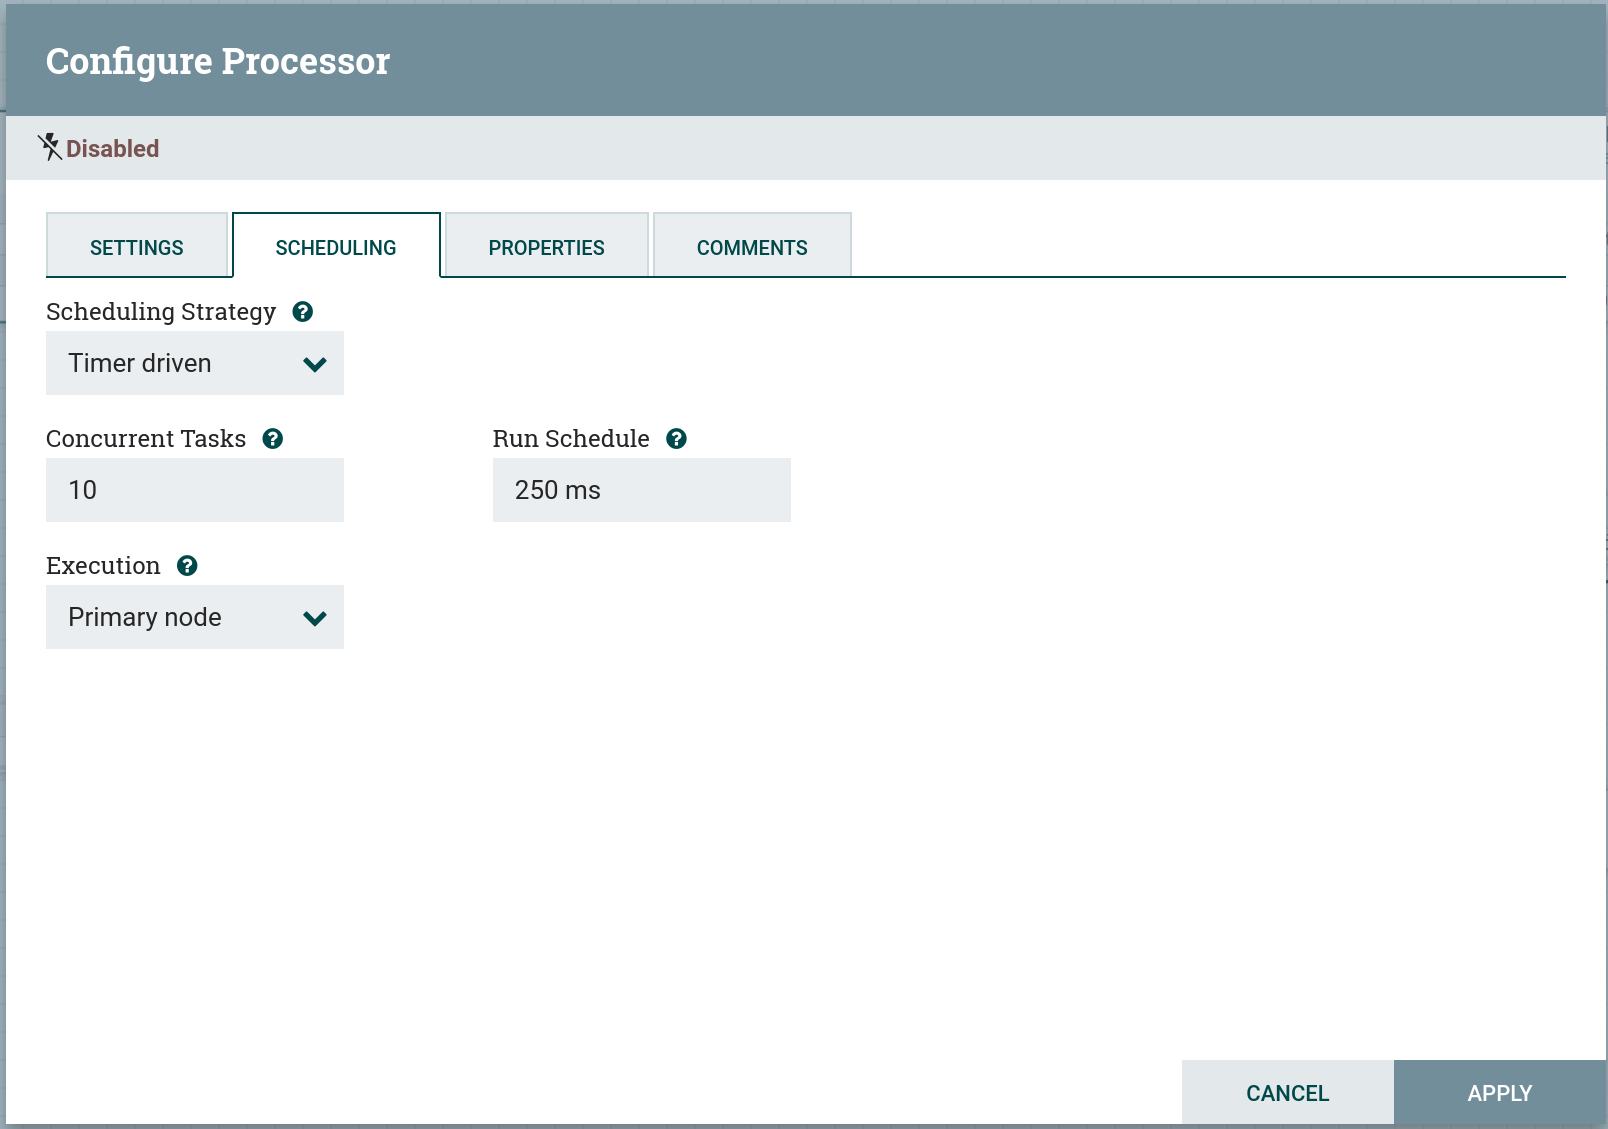 Configure Processor
Disabled
SETTINGS SCHEDULING PROPERTIES COMMENTS
Scheduling Strategy ?
Timer driven
Concurrent Tasks ? Run Schedule ?
10 250 ms
Execution ?
Primary node
CANCEL APPLY